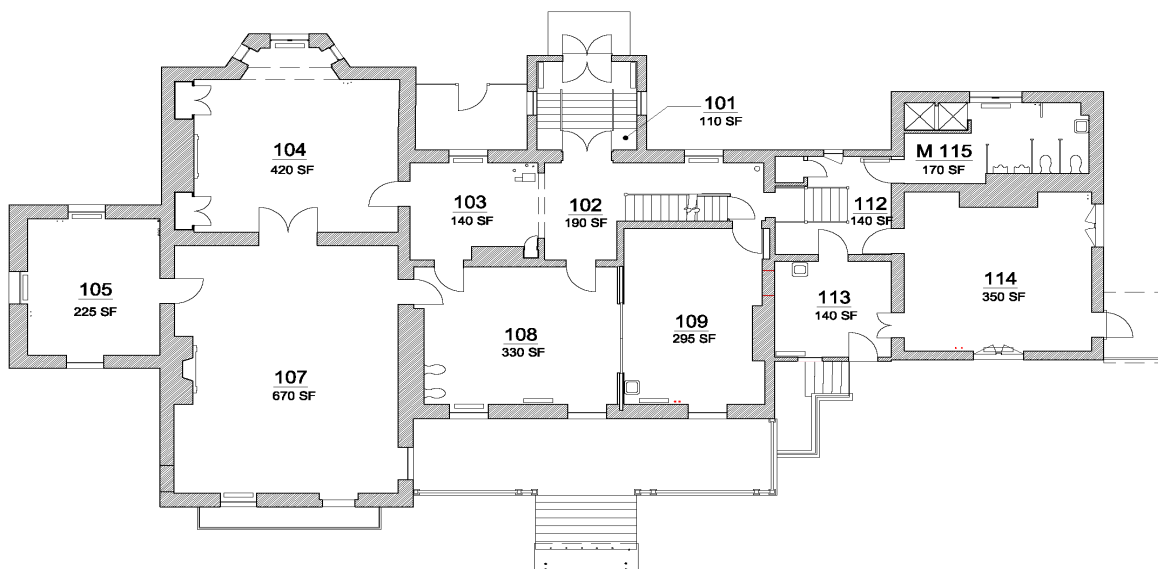 101
110 SF
104
420 SF
M 115
170 SF
103
140 SF
102
190 SF
112
140 SF
105
225 SF
114
350 SF
113
140 SF
109
295 SF
108
330 SF
107
670 SF